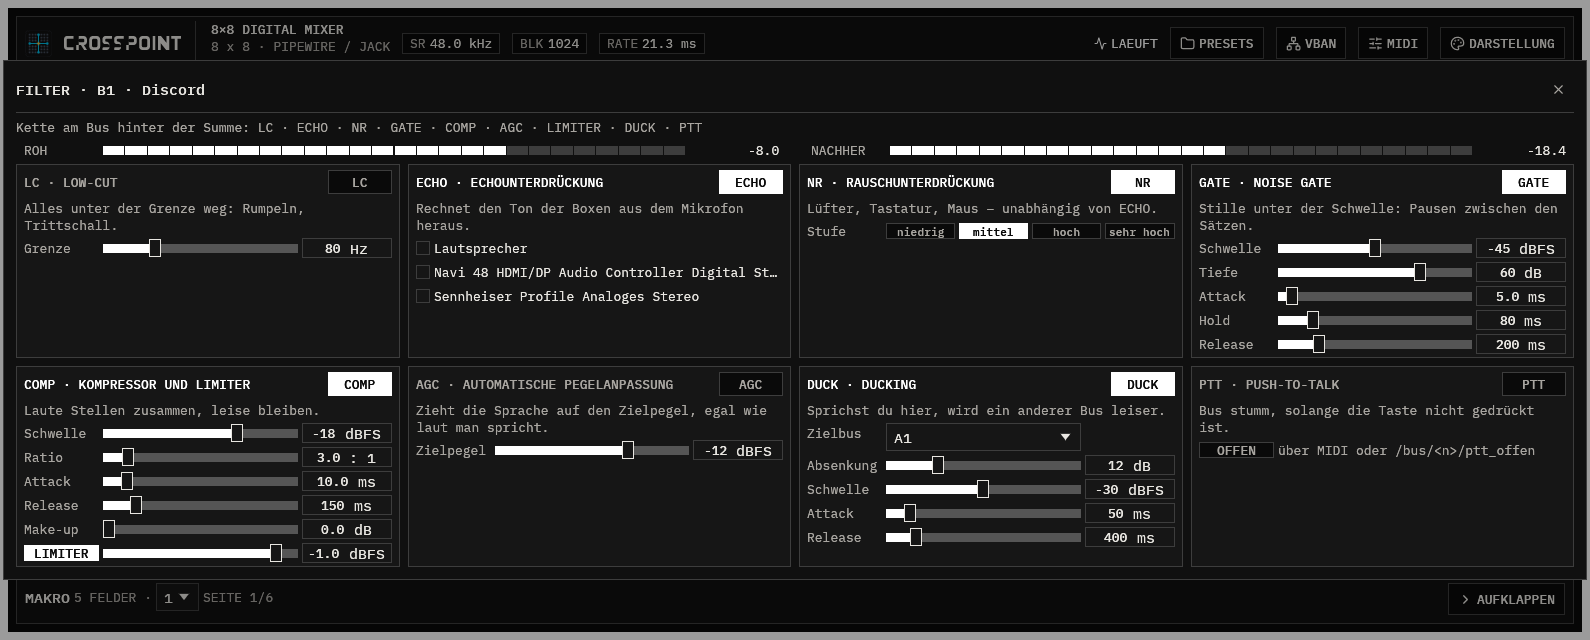 CROSSPOINT
8×8 DIGITAL MIXER
8 x 8 · PIPEWIRE / JACK
SR 48.0 kHz
BLK 1024
RATE 21.3 ms
LAEUFT
PRESETS
VBAN
MIDI
DARSTELLUNG
FILTER · B1 · Discord
Kette am Bus hinter der Summe: LC · ECHO · NR · GATE · COMP · AGC · LIMITER · DUCK · PTT
ROH -8.0
NACHHER -18.4
LC · LOW-CUT
LC
Alles unter der Grenze weg: Rumpeln,
Trittschall.
Grenze 80 Hz
ECHO · ECHOUNTERDRÜCKUNG
ECHO
Rechnet den Ton der Boxen aus dem Mikrofon
heraus.
Lautsprecher
Navi 48 HDMI/DP Audio Controller Digital St…
Sennheiser Profile Analoges Stereo
NR · RAUSCHUNTERDRÜCKUNG
NR
Lüfter, Tastatur, Maus – unabhängig von ECHO.
Stufe niedrig mittel hoch sehr hoch
GATE · NOISE GATE
GATE
Stille unter der Schwelle: Pausen zwischen den
Sätzen.
Schwelle -45 dBFS
Tiefe 60 dB
Attack 5.0 ms
Hold 80 ms
Release 200 ms
COMP · KOMPRESSOR UND LIMITER
COMP
Laute Stellen zusammen, leise bleiben.
Schwelle -18 dBFS
Ratio 3.0 : 1
Attack 10.0 ms
Release 150 ms
Make-up 0.0 dB
LIMITER -1.0 dBFS
AGC · AUTOMATISCHE PEGELANPASSUNG
AGC
Zieht die Sprache auf den Zielpegel, egal wie
laut man spricht.
Zielpegel -12 dBFS
DUCK · DUCKING
DUCK
Sprichst du hier, wird ein anderer Bus leiser.
Zielbus A1
Absenkung 12 dB
Schwelle -30 dBFS
Attack 50 ms
Release 400 ms
PTT · PUSH-TO-TALK
PTT
Bus stumm, solange die Taste nicht gedrückt
ist.
OFFEN über MIDI oder /bus/<n>/ptt_offen
MAKRO 5 FELDER · 1 SEITE 1/6
AUFKLAPPEN